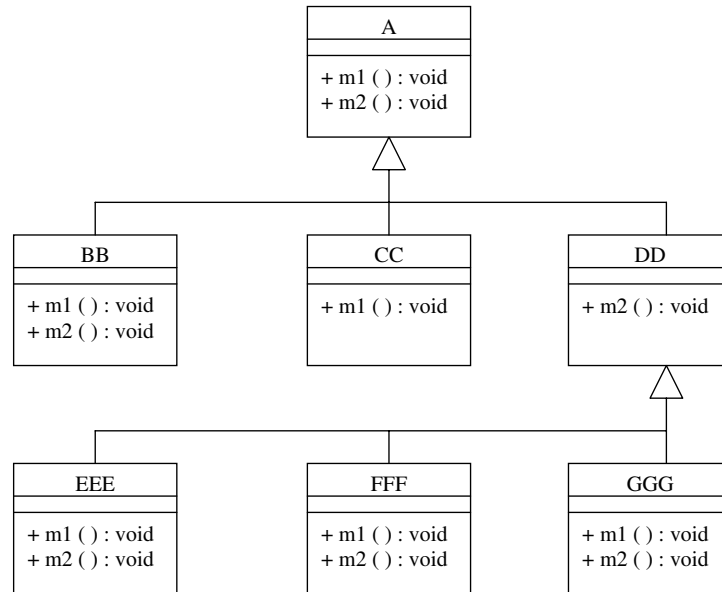 A
+ m1 ( ) : void
+ m2 ( ) : void
BB
+ m1 ( ) : void
+ m2 ( ) : void
CC
+ m1 ( ) : void
DD
+ m2 ( ) : void
EEE
+ m1 ( ) : void
+ m2 ( ) : void
FFF
+ m1 ( ) : void
+ m2 ( ) : void
GGG
+ m1 ( ) : void
+ m2 ( ) : void